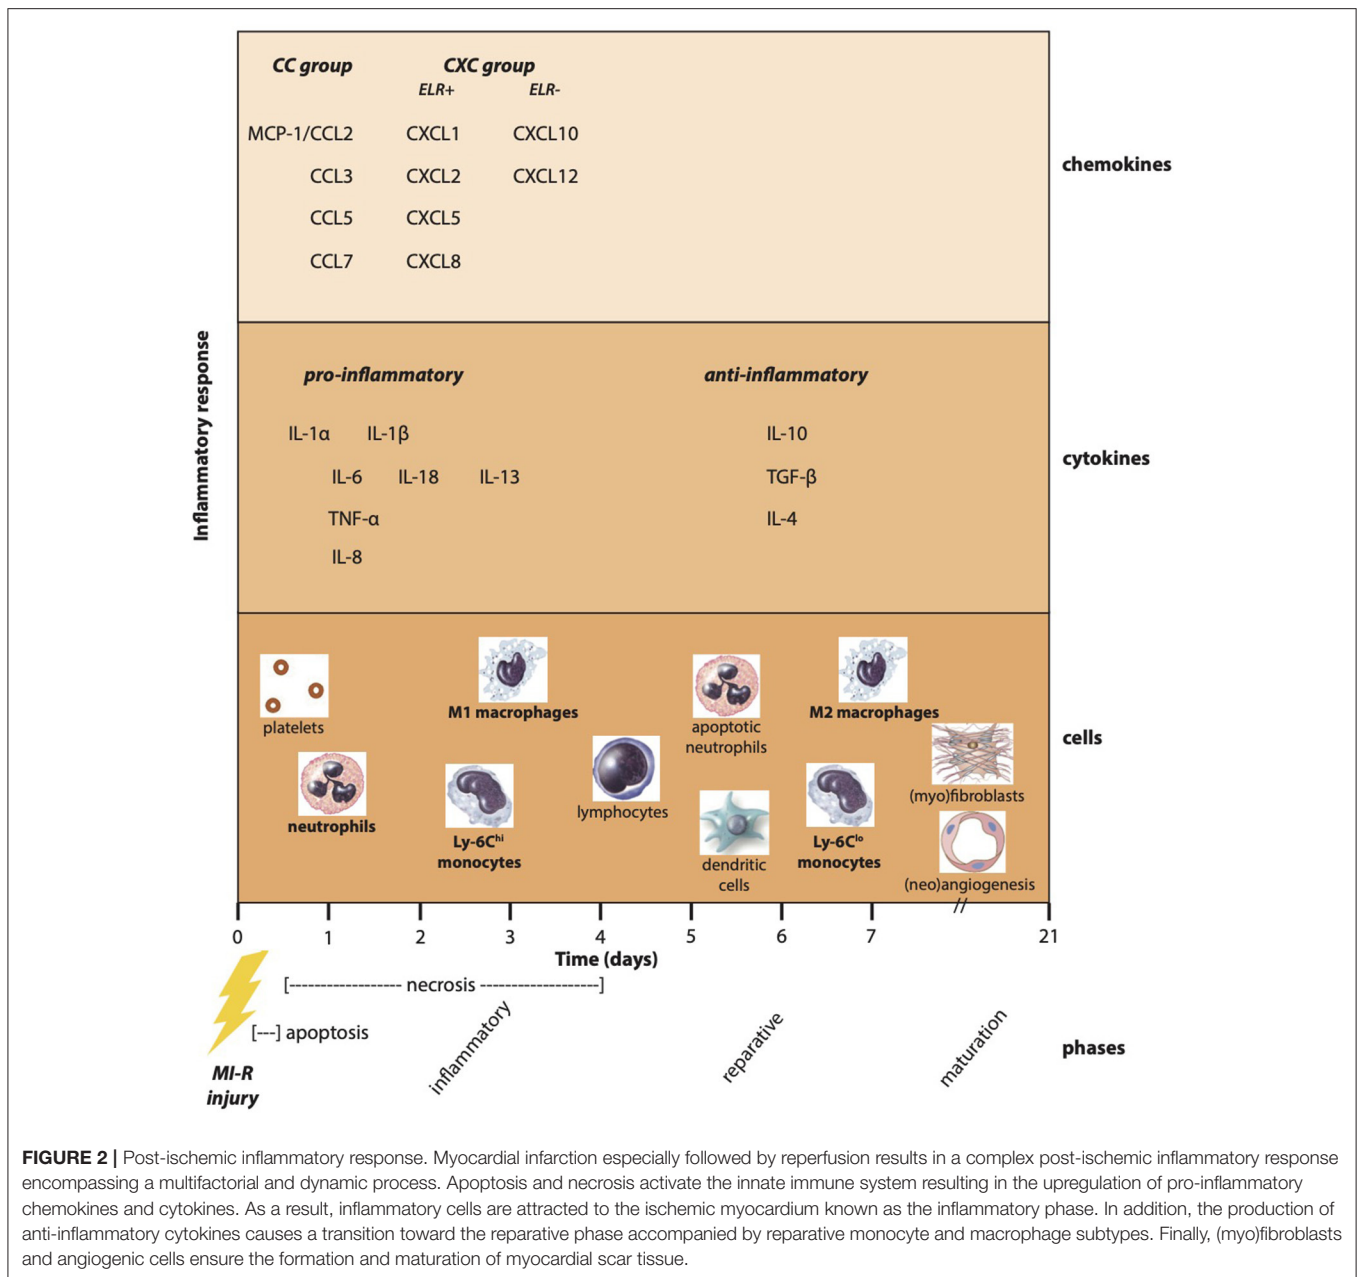 CC group
CXC group
ELR+ ELR-
MCP-1/CCL2 CXCL1 CXCL10
CCL3 CXCL2 CXCL12
CCL5 CXCL5
CCL7 CXCL8
chemokines
Inflammatory response
pro-inflammatory anti-inflammatory
IL-1α IL-1β IL-10
IL-6 IL-18 IL-13 TGF-β
TNF-α IL-4
IL-8
cytokines
platelets
neutrophils
M1 macrophages
Ly-6Chi
monocytes
lymphocytes
apoptotic
neutrophils
dendritic
cells
M2 macrophages
Ly-6Clo
monocytes
(myo)fibroblasts
(neo)angiogenesis
cells
//
0 1 2 3 4 5 6 7 21
Time (days)
[------------------ necrosis -------------------]
[---] apoptosis
MI-R
injury
inflammatory
reparative
maturation
phases
FIGURE 2 | Post-ischemic inflammatory response. Myocardial infarction especially followed by reperfusion results in a complex post-ischemic inflammatory response
encompassing a multifactorial and dynamic process. Apoptosis and necrosis activate the innate immune system resulting in the upregulation of pro-inflammatory
chemokines and cytokines. As a result, inflammatory cells are attracted to the ischemic myocardium known as the inflammatory phase. In addition, the production of
anti-inflammatory cytokines causes a transition toward the reparative phase accompanied by reparative monocyte and macrophage subtypes. Finally, (myo)fibroblasts
and angiogenic cells ensure the formation and maturation of myocardial scar tissue.